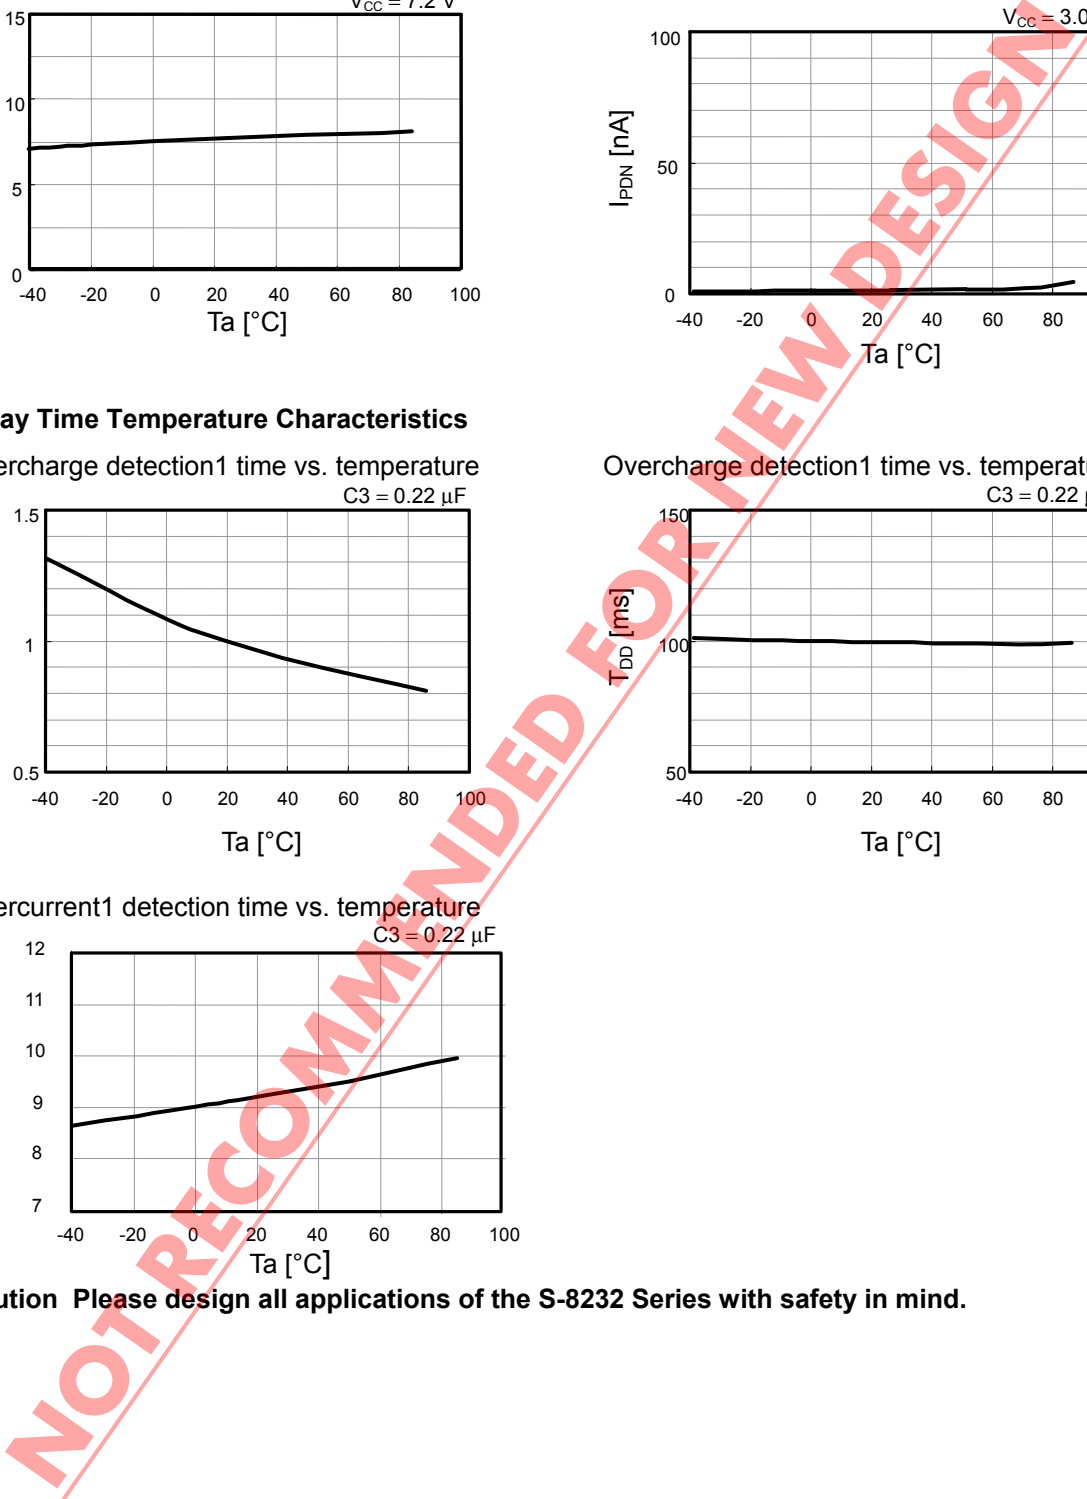 V_CC = 7.2 V
15
10
5
0
-40 -20 0 20 40 60 80 100
Ta [°C]
V_CC = 3.0
100
50
0
I_PDN [nA]
-40 -20 0 20 40 60 80
Ta [°C]
ay Time Temperature Characteristics
ercharge detection1 time vs. temperature
C3 = 0.22 μF
1.5
1
0.5
-40 -20 0 20 40 60 80 100
Ta [°C]
Overcharge detection1 time vs. temperat
C3 = 0.22
150
100
50
T_DD [ms]
-40 -20 0 20 40 60 80
Ta [°C]
ercurrent1 detection time vs. temperature
C3 = 0.22 μF
12
11
10
9
8
7
-40 -20 0 20 40 60 80 100
Ta [°C]
ution Please design all applications of the S-8232 Series with safety in mind.
NOT RECOMMENDED FOR NEW DESIGN